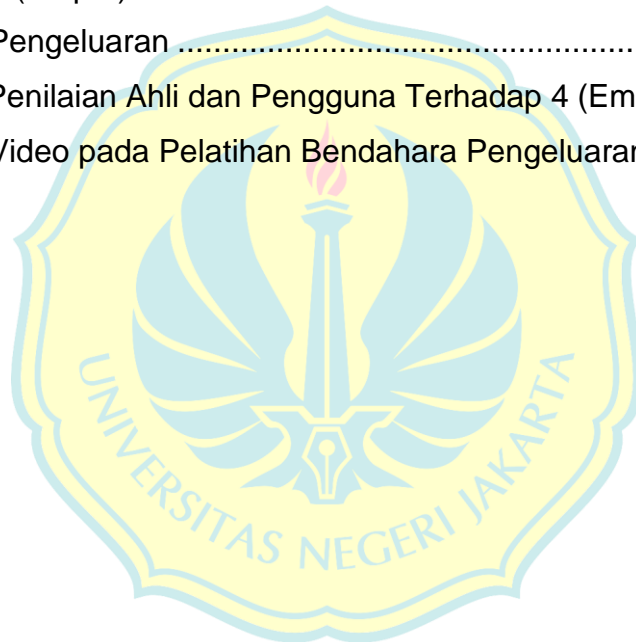 Pengeluaran ....................................................
Penilaian Ahli dan Pengguna Terhadap 4 (Em
Video pada Pelatihan Bendahara Pengeluaran
UNIVERSITAS NEGERI JAKARTA